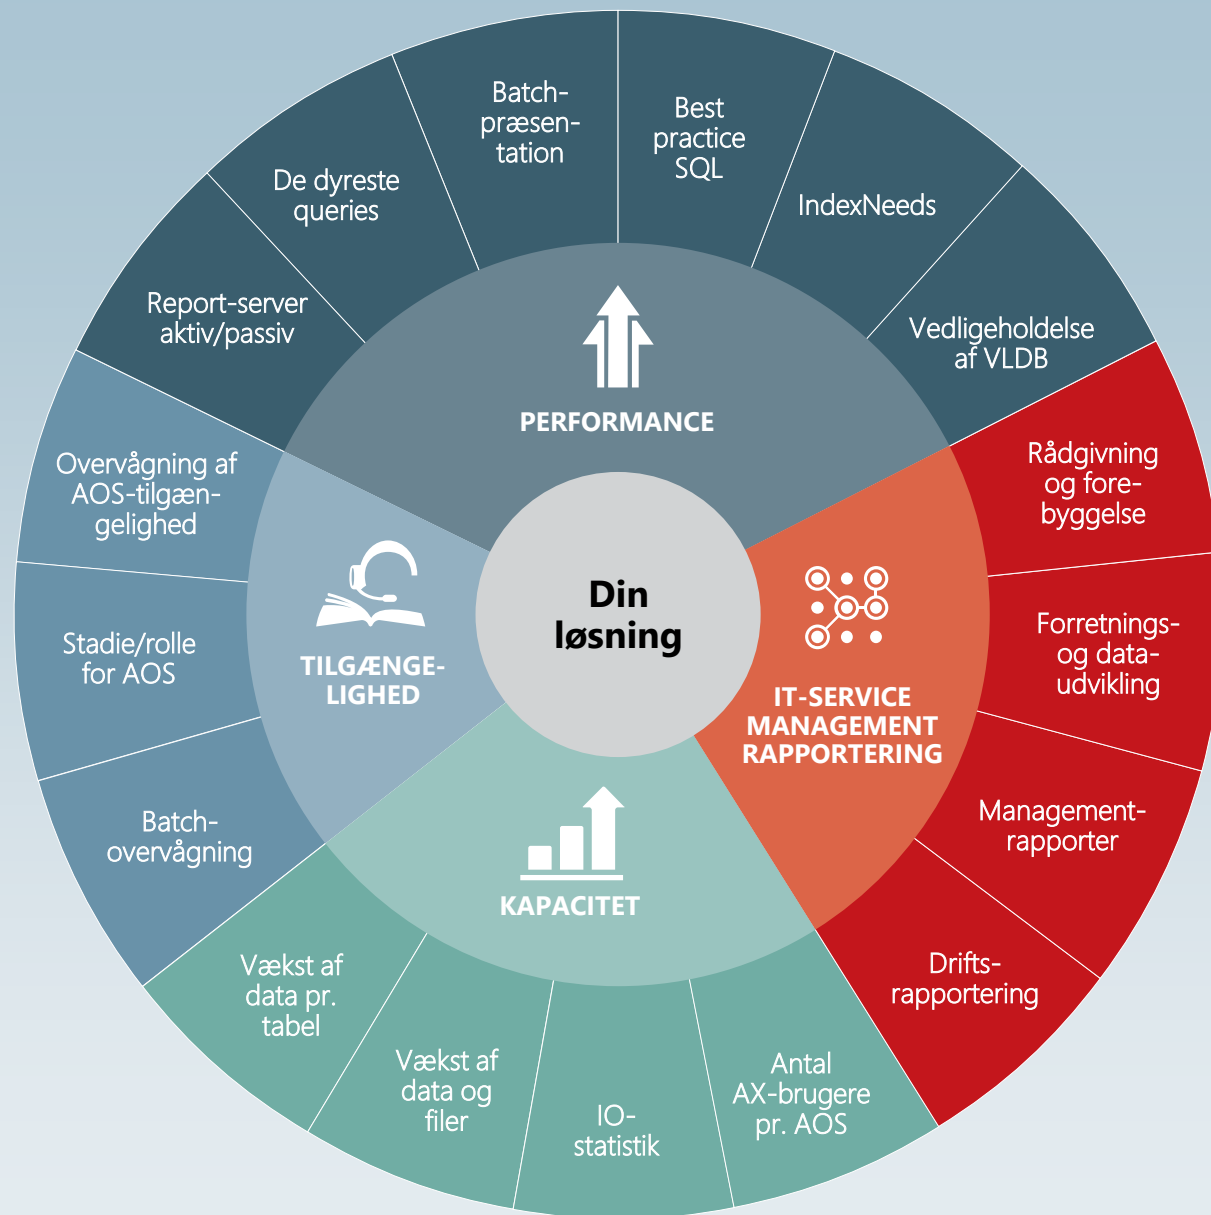 Batch-
præsen-
tation
Best
practice
SQL
De dyreste
queries
IndexNeeds
Report-server
aktiv/passiv
Vedligeholdelse
af VLDB
PERFORMANCE
Overvågning af
AOS-tilgæn-
gelighed
Rådgivning
og fore-
byggelse
Din
løsning
Stadie/rolle
for AOS
TILGÆNGE-
LIGHED
IT-SERVICE
MANAGEMENT
RAPPORTERING
Forretnings-
og data-
udvikling
Batch-
overvågning
Management-
rapporter
KAPACITET
Vækst af
data pr.
tabel
Drifts-
rapportering
Vækst af
data og
filer
IO-
statistik
Antal
AX-brugere
pr. AOS